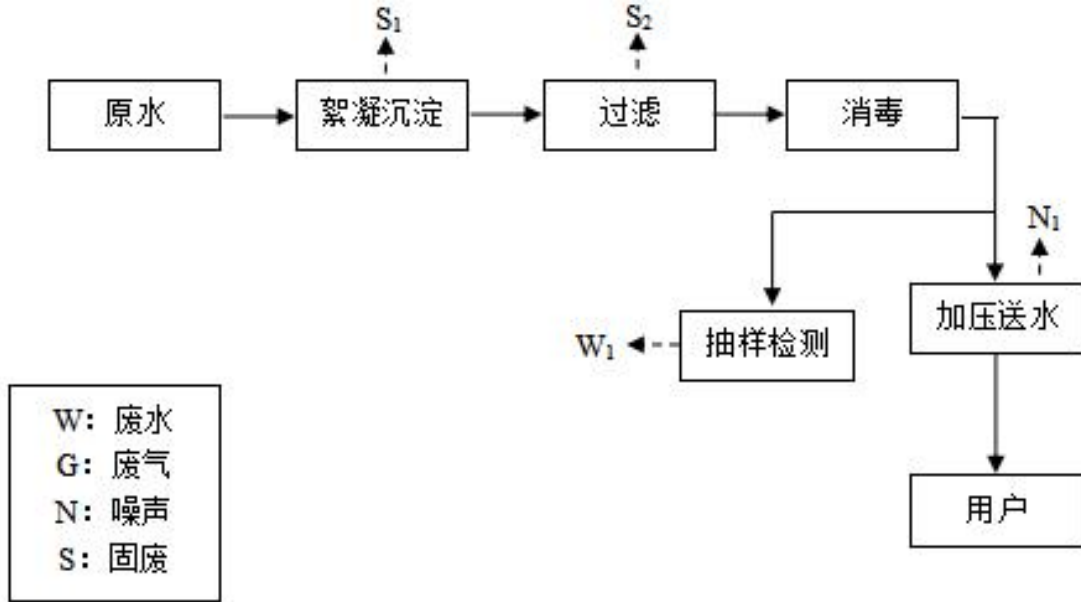 S₁
S₂
原水
絮凝沉淀
过滤
消毒
N₁
加压送水
W₁
抽样检测
用户
W：废水
G：废气
N：噪声
S：固废